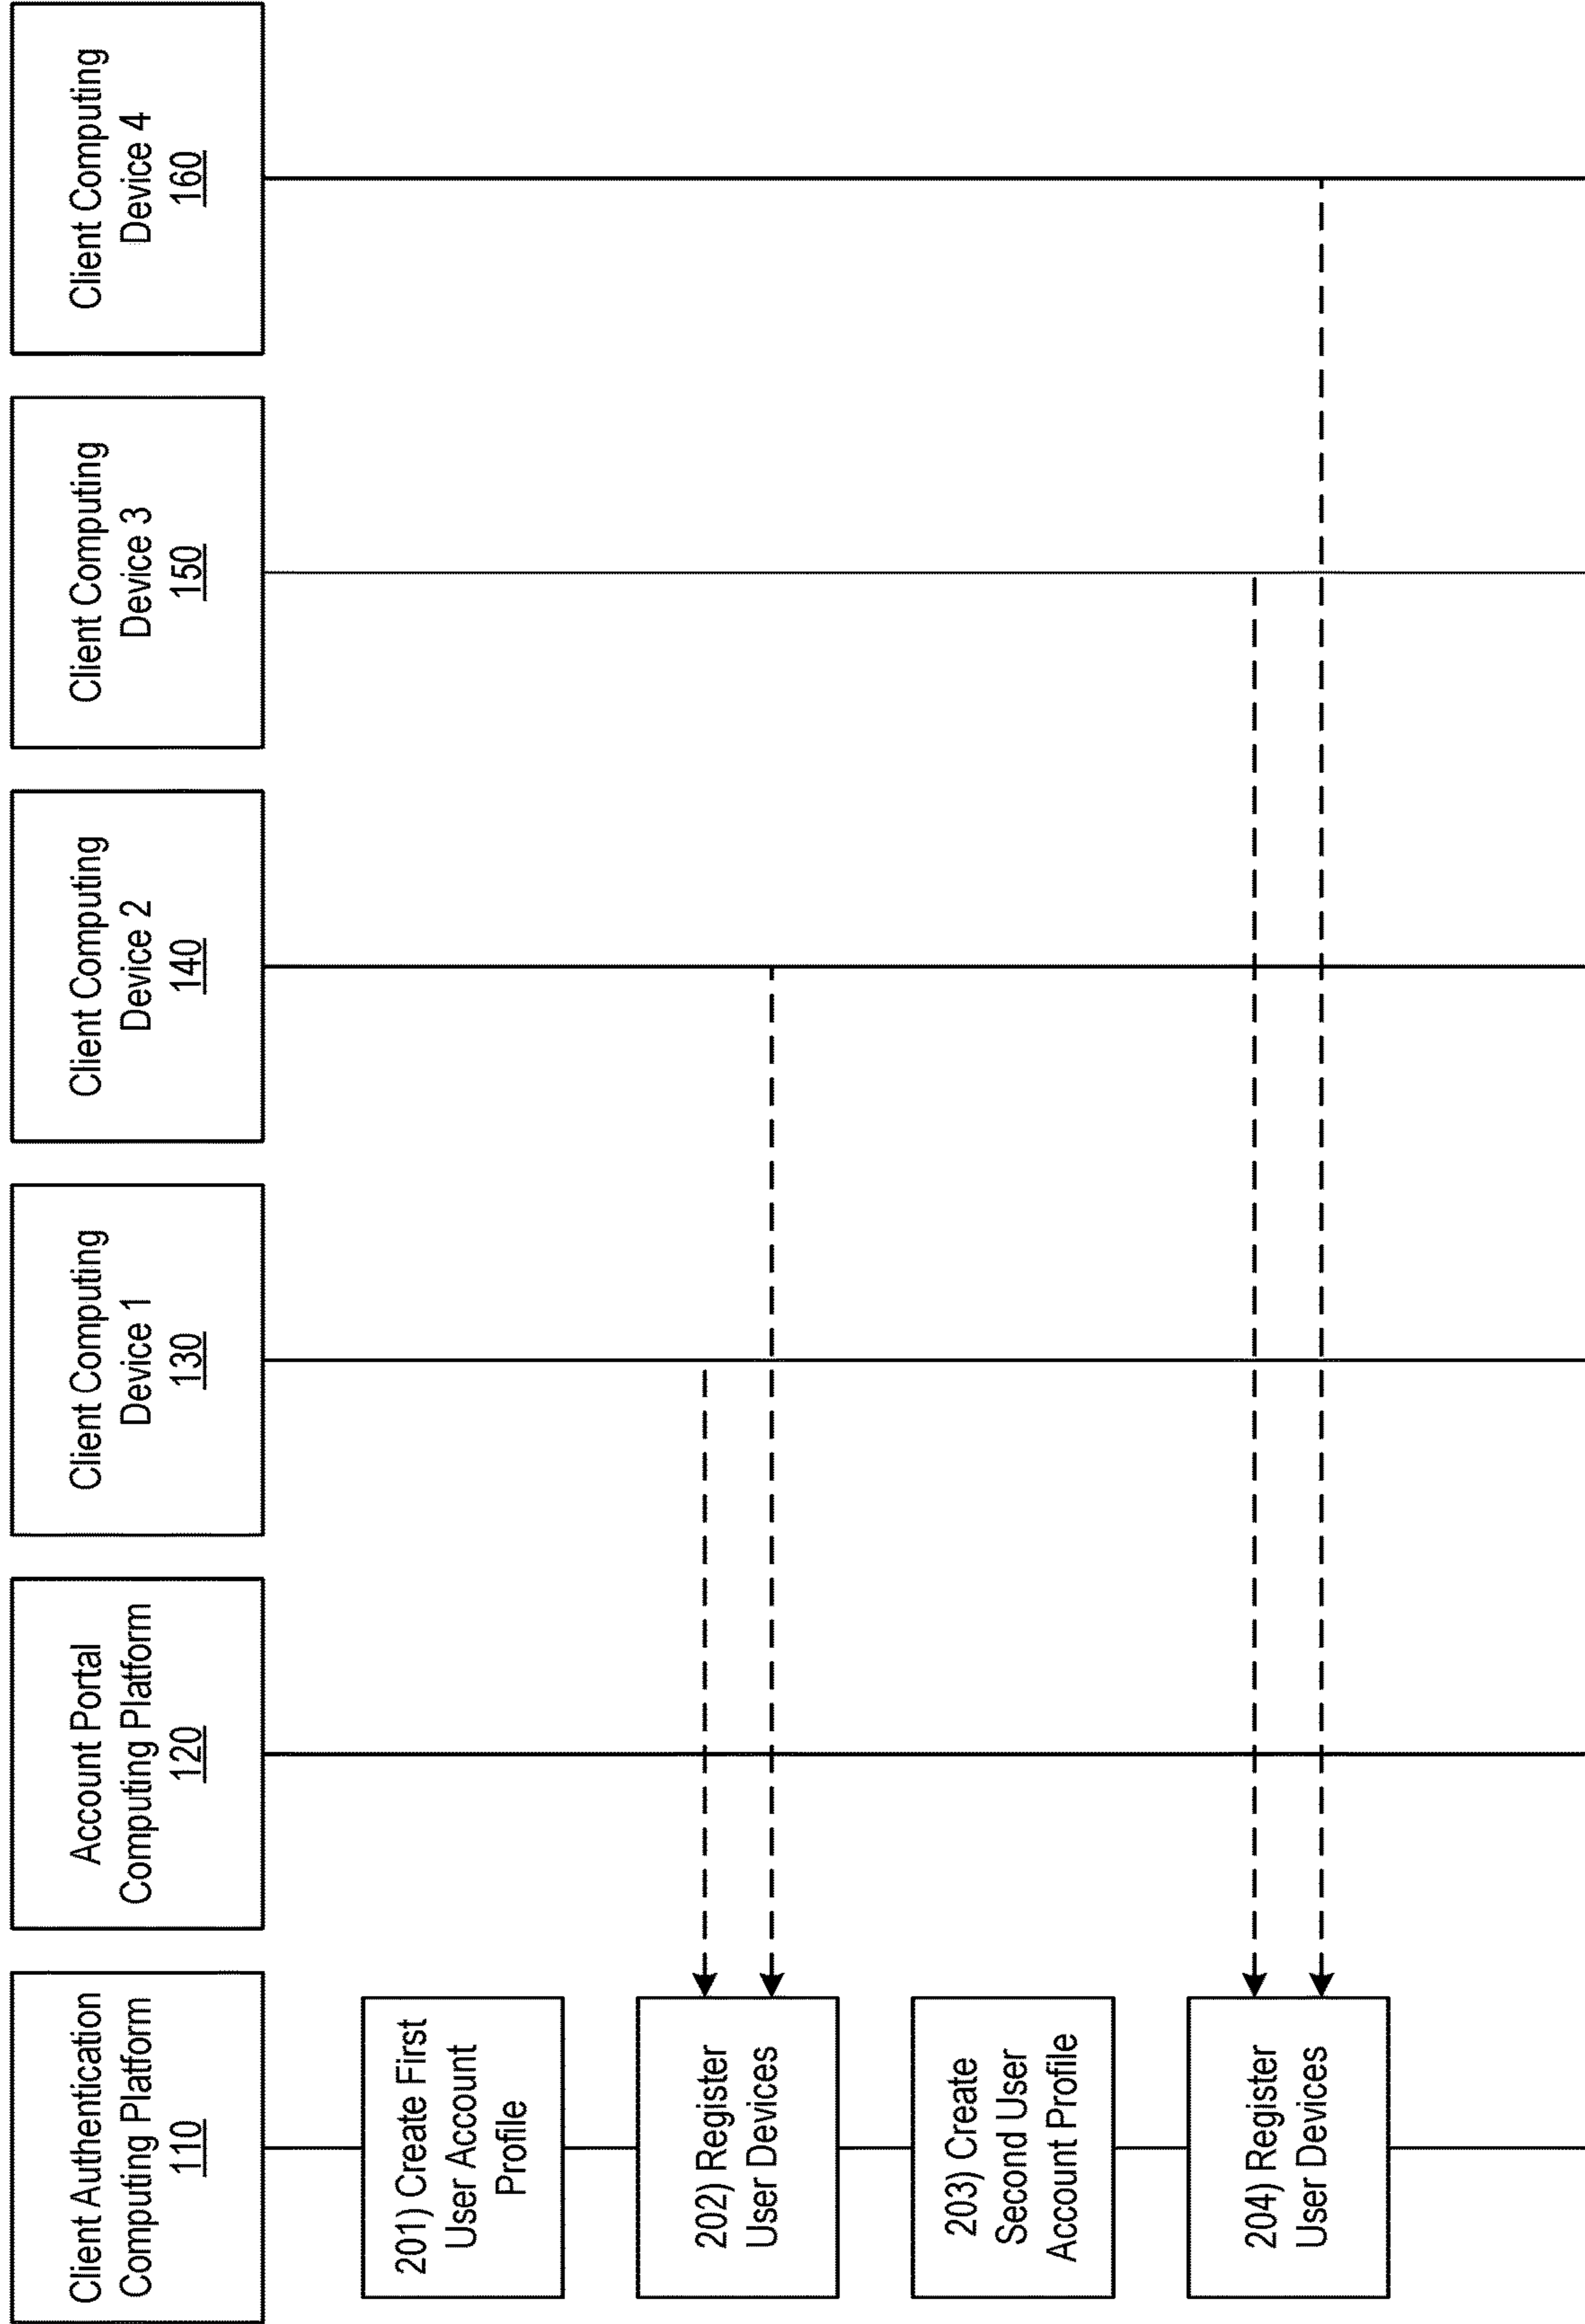 Client Authentication
Computing Platform
110
Account Portal
Computing Platform
120
Client Computing
Device 1
130
Client Computing
Device 2
140
Client Computing
Device 3
150
Client Computing
Device 4
160
201) Create First
User Account
Profile
202) Register
User Devices
203) Create
Second User
Account Profile
204) Register
User Devices